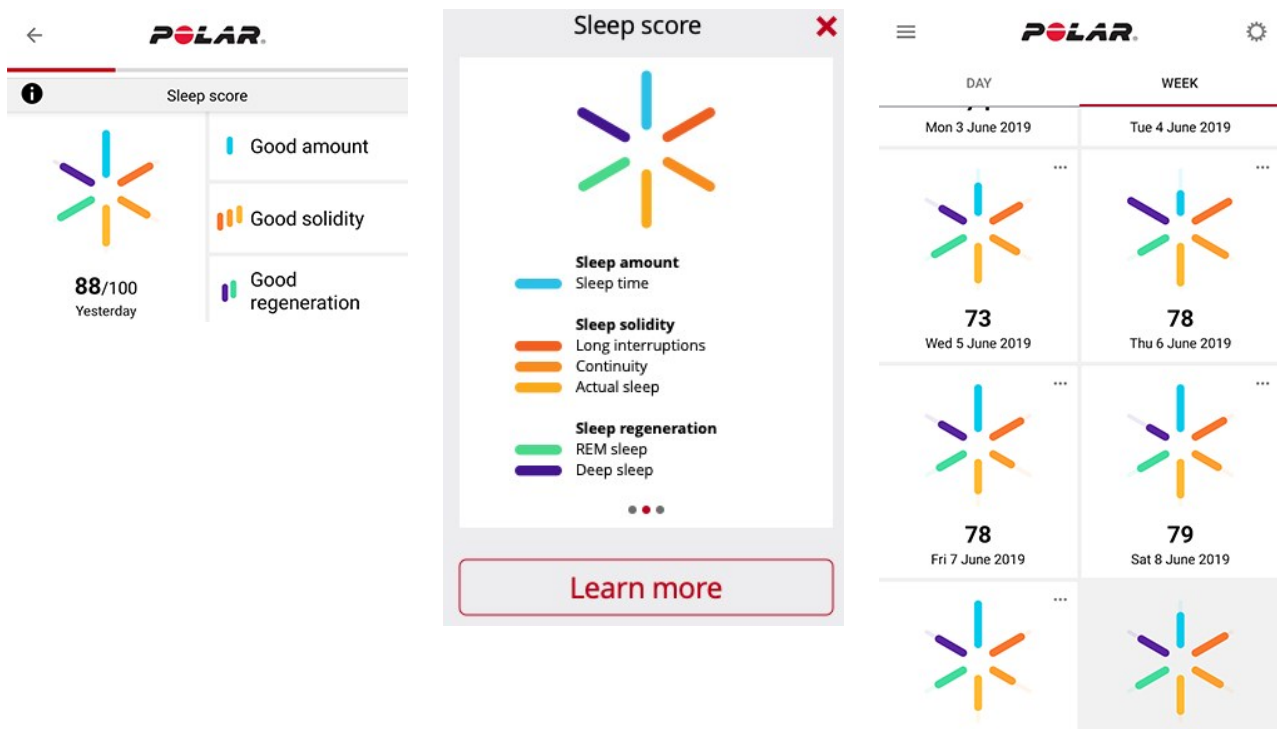 POLAR
Sleep score
Good amount
Good solidity
Good
regeneration
88/100
Yesterday
Sleep score
Sleep amount
Sleep time
Sleep solidity
Long interruptions
Continuity
Actual sleep
Sleep regeneration
REM sleep
Deep sleep
Learn more
POLAR
DAY WEEK
Mon 3 June 2019 Tue 4 June 2019
73 78
Wed 5 June 2019 Thu 6 June 2019
78 79
Fri 7 June 2019 Sat 8 June 2019